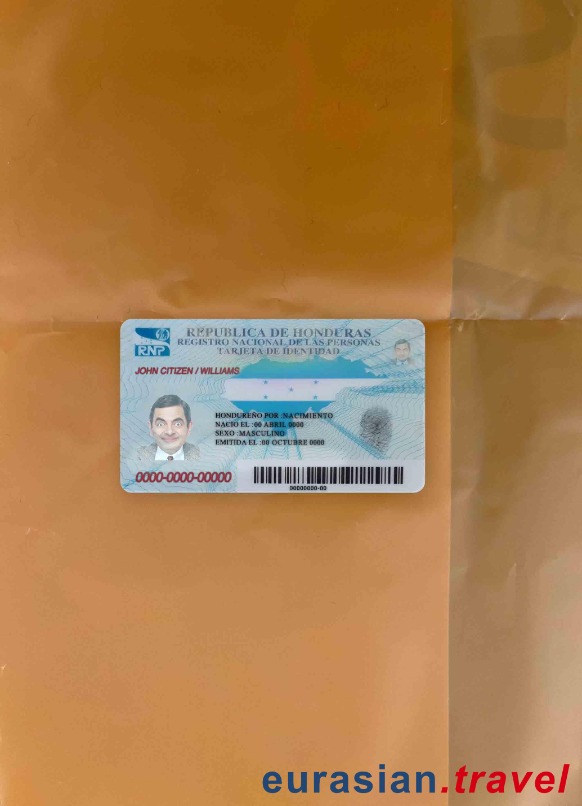 REPUBLICA DE HONDURAS
REGISTRO NACIONAL DE LAS PERSONAS
TARJETA DE IDENTIDAD
RNP
JOHN CITIZEN / WILLIAMS
HONDUREÑO POR :NACIMIENTO
NACIO EL :00 ABRIL 0000
SEXO :MASCULINO
EMITIDA EL :00 OCTUBRE 0000
0000-0000-00000
00000000-00
eurasian.travel